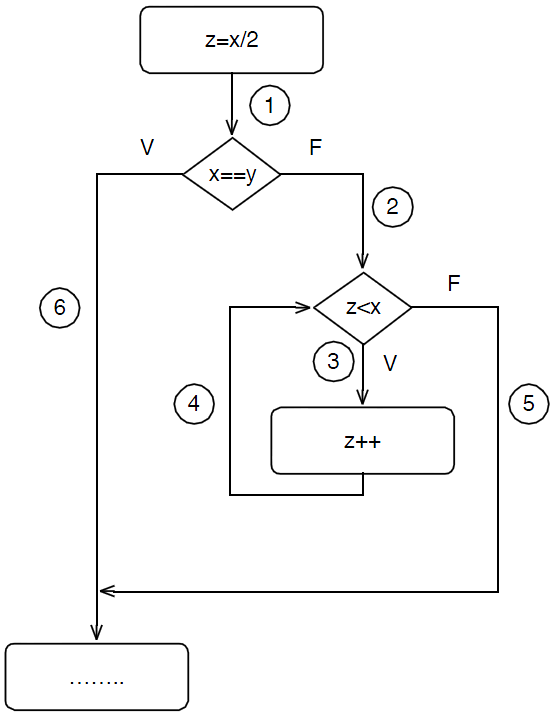 z=x/2
1
V
F
x==y
2
F
z<x
6
3
V
4
5
z++
........